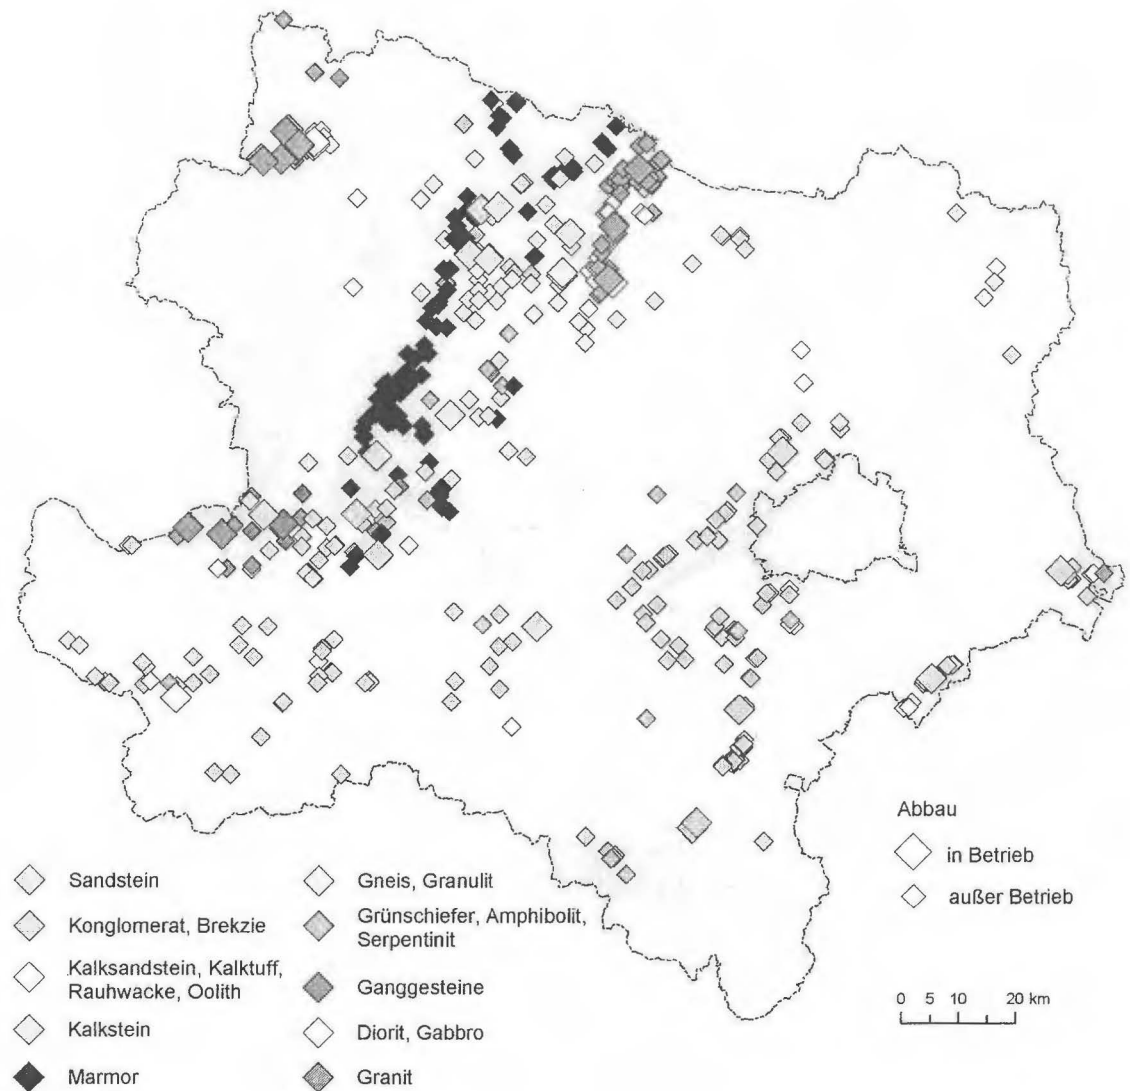 Abbau
in Betrieb
außer Betrieb
Sandstein
Konglomerat, Brekzie
Kalksandstein, Kalktuff,
Rauhwacke, Oolith
Kalkstein
Marmor
Gneis, Granulit
Grünschiefer, Amphibolit,
Serpentinit
Ganggesteine
Diorit, Gabbro
Granit
0 5 10 20 km